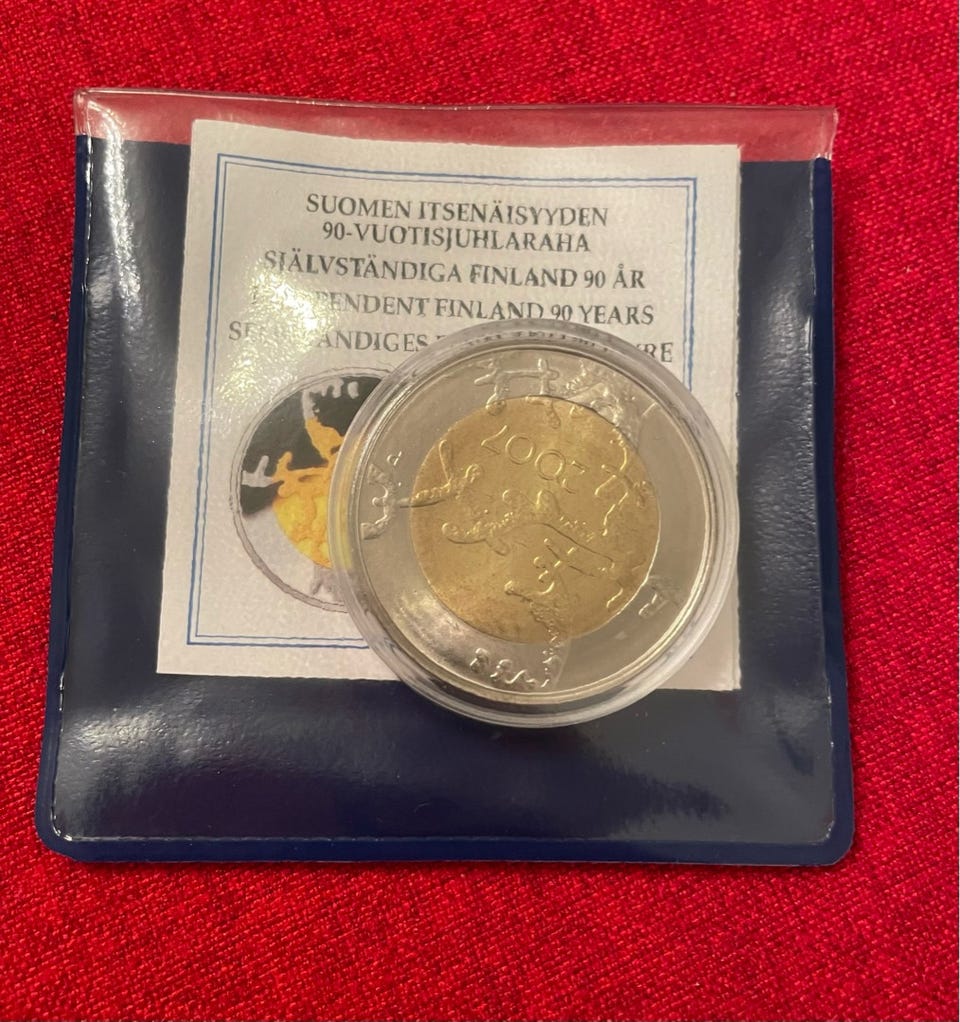 SUOMEN ITSENÄISYYDEN
90-VUOTISJUHLARAHA
SJÄLVSTÄNDIGA FINLAND 90 ÅR
FINLAND 90 YEARS
2007